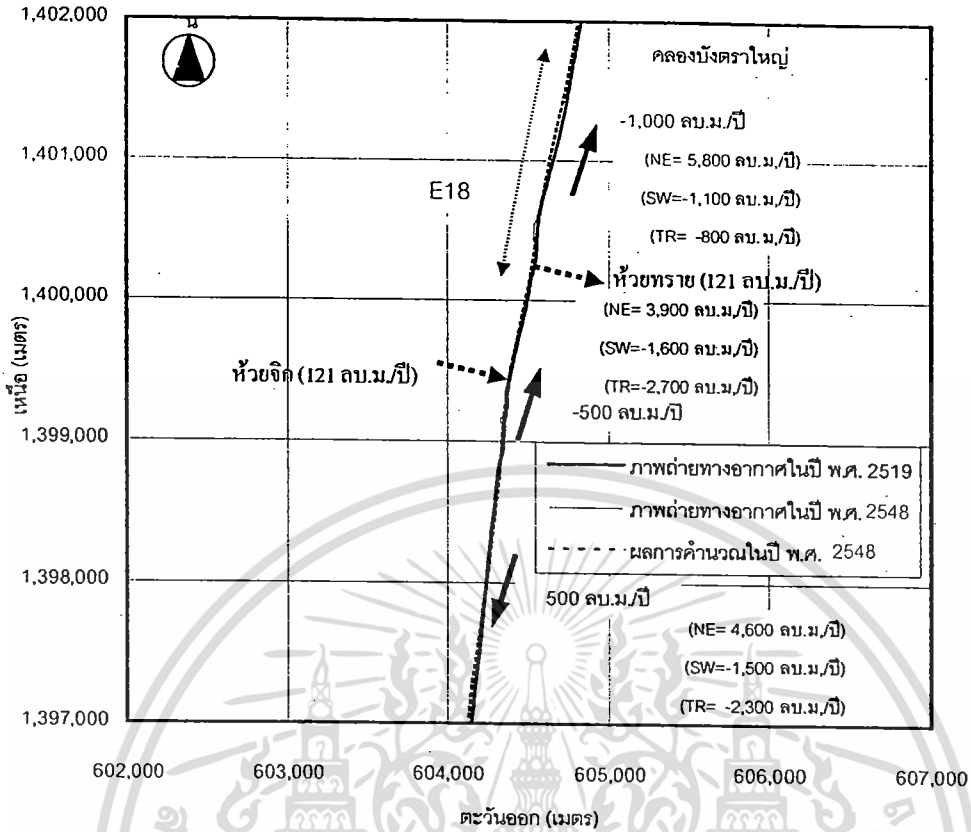 1,402,000
น
คลองบังตราใหญ่
-1,000 ลบ.ม./ปี
1,401,000
(NE= 5,800 ลบ.ม,/ปี)
E18
(SW=-1,100 ลบ.ม,/ปี)
(TR= -800 ลบ.ม,/ปี)
ห้วยทราย (121 ลบ.ม./ปี)
1,400,000
(NE= 3,900 ลบ.ม,/ปี)
(SW=-1,600 ลบ.ม,/ปี)
ห้วยจิก (121 ลบ.ม./ปี)
(TR=-2,700 ลบ.ม,/ปี)
เหนือ (เมตร)
-500 ลบ.ม./ปี
1,399,000
ภาพถ่ายทางอากาศในปี พ.ศ. 2519
ภาพถ่ายทางอากาศในปี พ.ศ. 2548
ผลการคำนวณในปี พ.ศ. 2548
1,398,000
500 ลบ.ม./ปี
(NE= 4,600 ลบ.ม,/ปี)
(SW=-1,500 ลบ.ม,/ปี)
(TR= -2,300 ลบ.ม,/ปี)
1,397,000
602,000 603,000 604,000 605,000 606,000 607,000
ตะวันออก (เมตร)